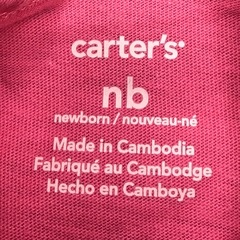 carter's
nb
newborn / nouveau-né
Made in Cambodia
Fabriqué au Cambodge
Hecho en Camboya